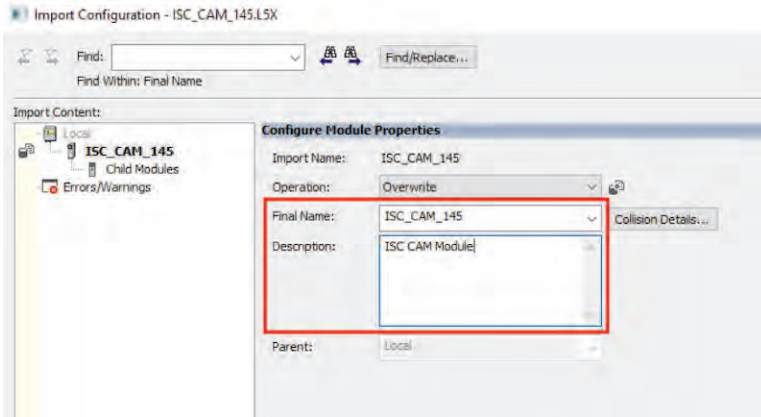 Import Configuration - ISC_CAM_145.L5X
Find:
Find/Replace...
Find Within: Final Name
Import Content:
Local
ISC_CAM_145
Child Modules
Errors/Warnings
Configure Module Properties
Import Name: ISC_CAM_145
Operation: Overwrite
Final Name: ISC_CAM_145 Collision Details...
Description: ISC CAM Module
Parent: Local